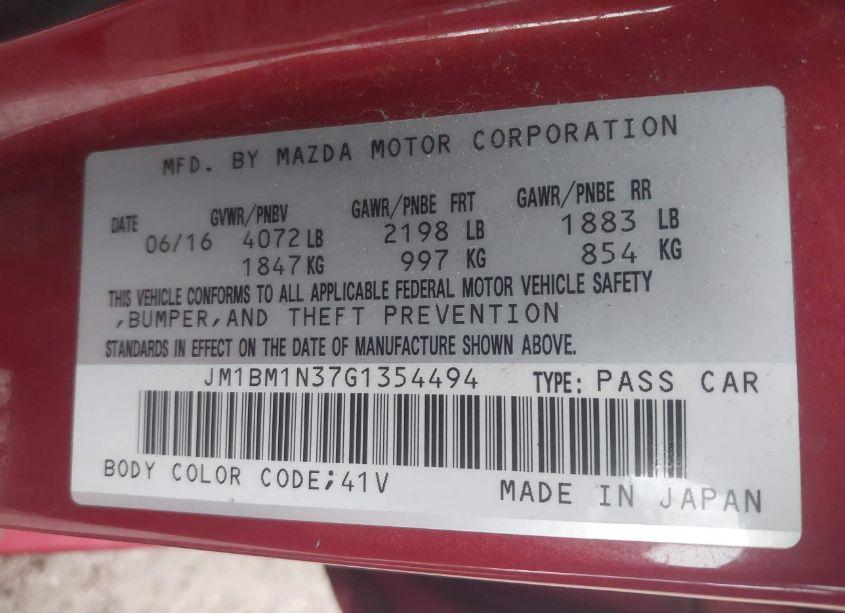 MFD. BY MAZDA MOTOR CORPORATION
DATE GVWR/PNBV GAWR/PNBE FRT GAWR/PNBE RR
06/16 4072 LB 2198 LB 1883 LB
1847 KG 997 KG 854 KG
THIS VEHICLE CONFORMS TO ALL APPLICABLE FEDERAL MOTOR VEHICLE SAFETY
,BUMPER,AND THEFT PREVENTION
STANDARDS IN EFFECT ON THE DATE OF MANUFACTURE SHOWN ABOVE.
JM1BM1N37G1354494 TYPE: PASS CAR
BODY COLOR CODE;41V MADE IN JAPAN